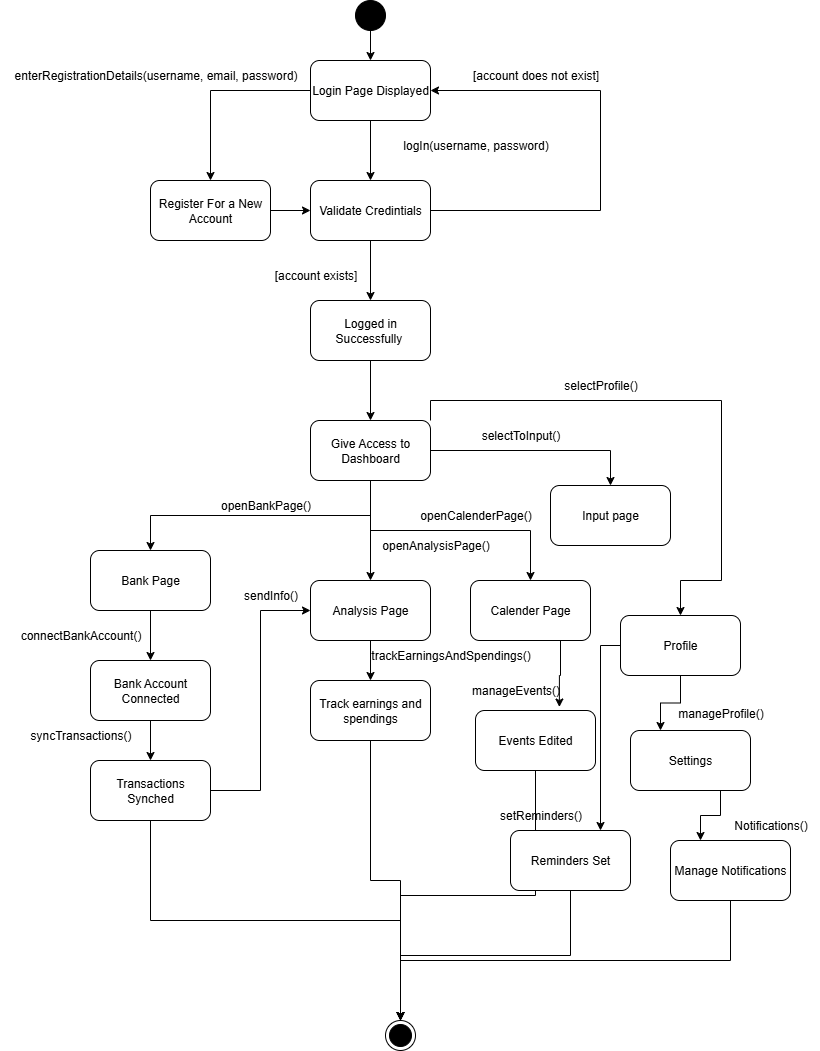 enterRegistrationDetails(username, email, password)
[account does not exist]
Login Page Displayed
logIn(username, password)
Register For a New
Account
Validate Credintials
[account exists]
Logged in
Successfully
selectProfile()
Give Access to
Dashboard
selectToInput()
Input page
openBankPage()
openCalenderPage()
openAnalysisPage()
Bank Page
sendInfo()
Analysis Page
Calender Page
connectBankAccount()
Profile
trackEarningsAndSpendings()
Bank Account
Connected
manageEvents()
Track earnings and
spendings
manageProfile()
syncTransactions()
Events Edited
Settings
Transactions
Synched
setReminders()
Notifications()
Reminders Set
Manage Notifications